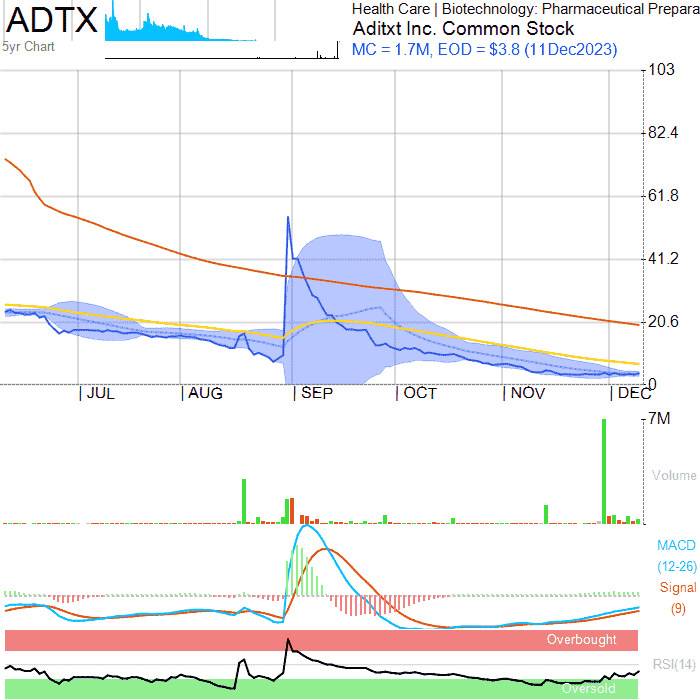 ADTX
5yr Chart
Health Care | Biotechnology: Pharmaceutical Prepara
Aditxt Inc. Common Stock
MC = 1.7M, EOD = $3.8 (11Dec2023)
103
82.4
61.8
41.2
20.6
0
JUL
AUG
SEP
OCT
NOV
DEC
7M
Volume
MACD
(12-26)
Signal
(9)
Overbought
RSI(14)
Oversold